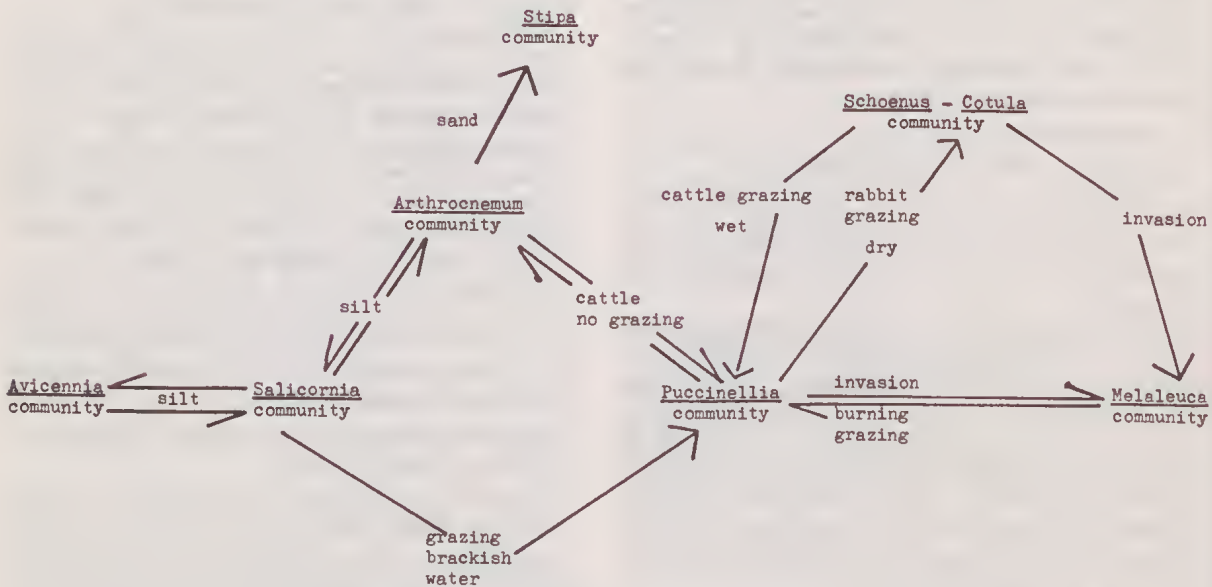 Stipa
community
Schoenus - Cotula
community
sand
cattle grazing
wet
rabbit
grazing
dry
Arthrocnemum
community
invasion
silt
cattle
no grazing
Avicennia
community
silt
Salicornia
community
Puccinellia
community
invasion
burning
grazing
Melaleuca
community
grazing
brackish
water